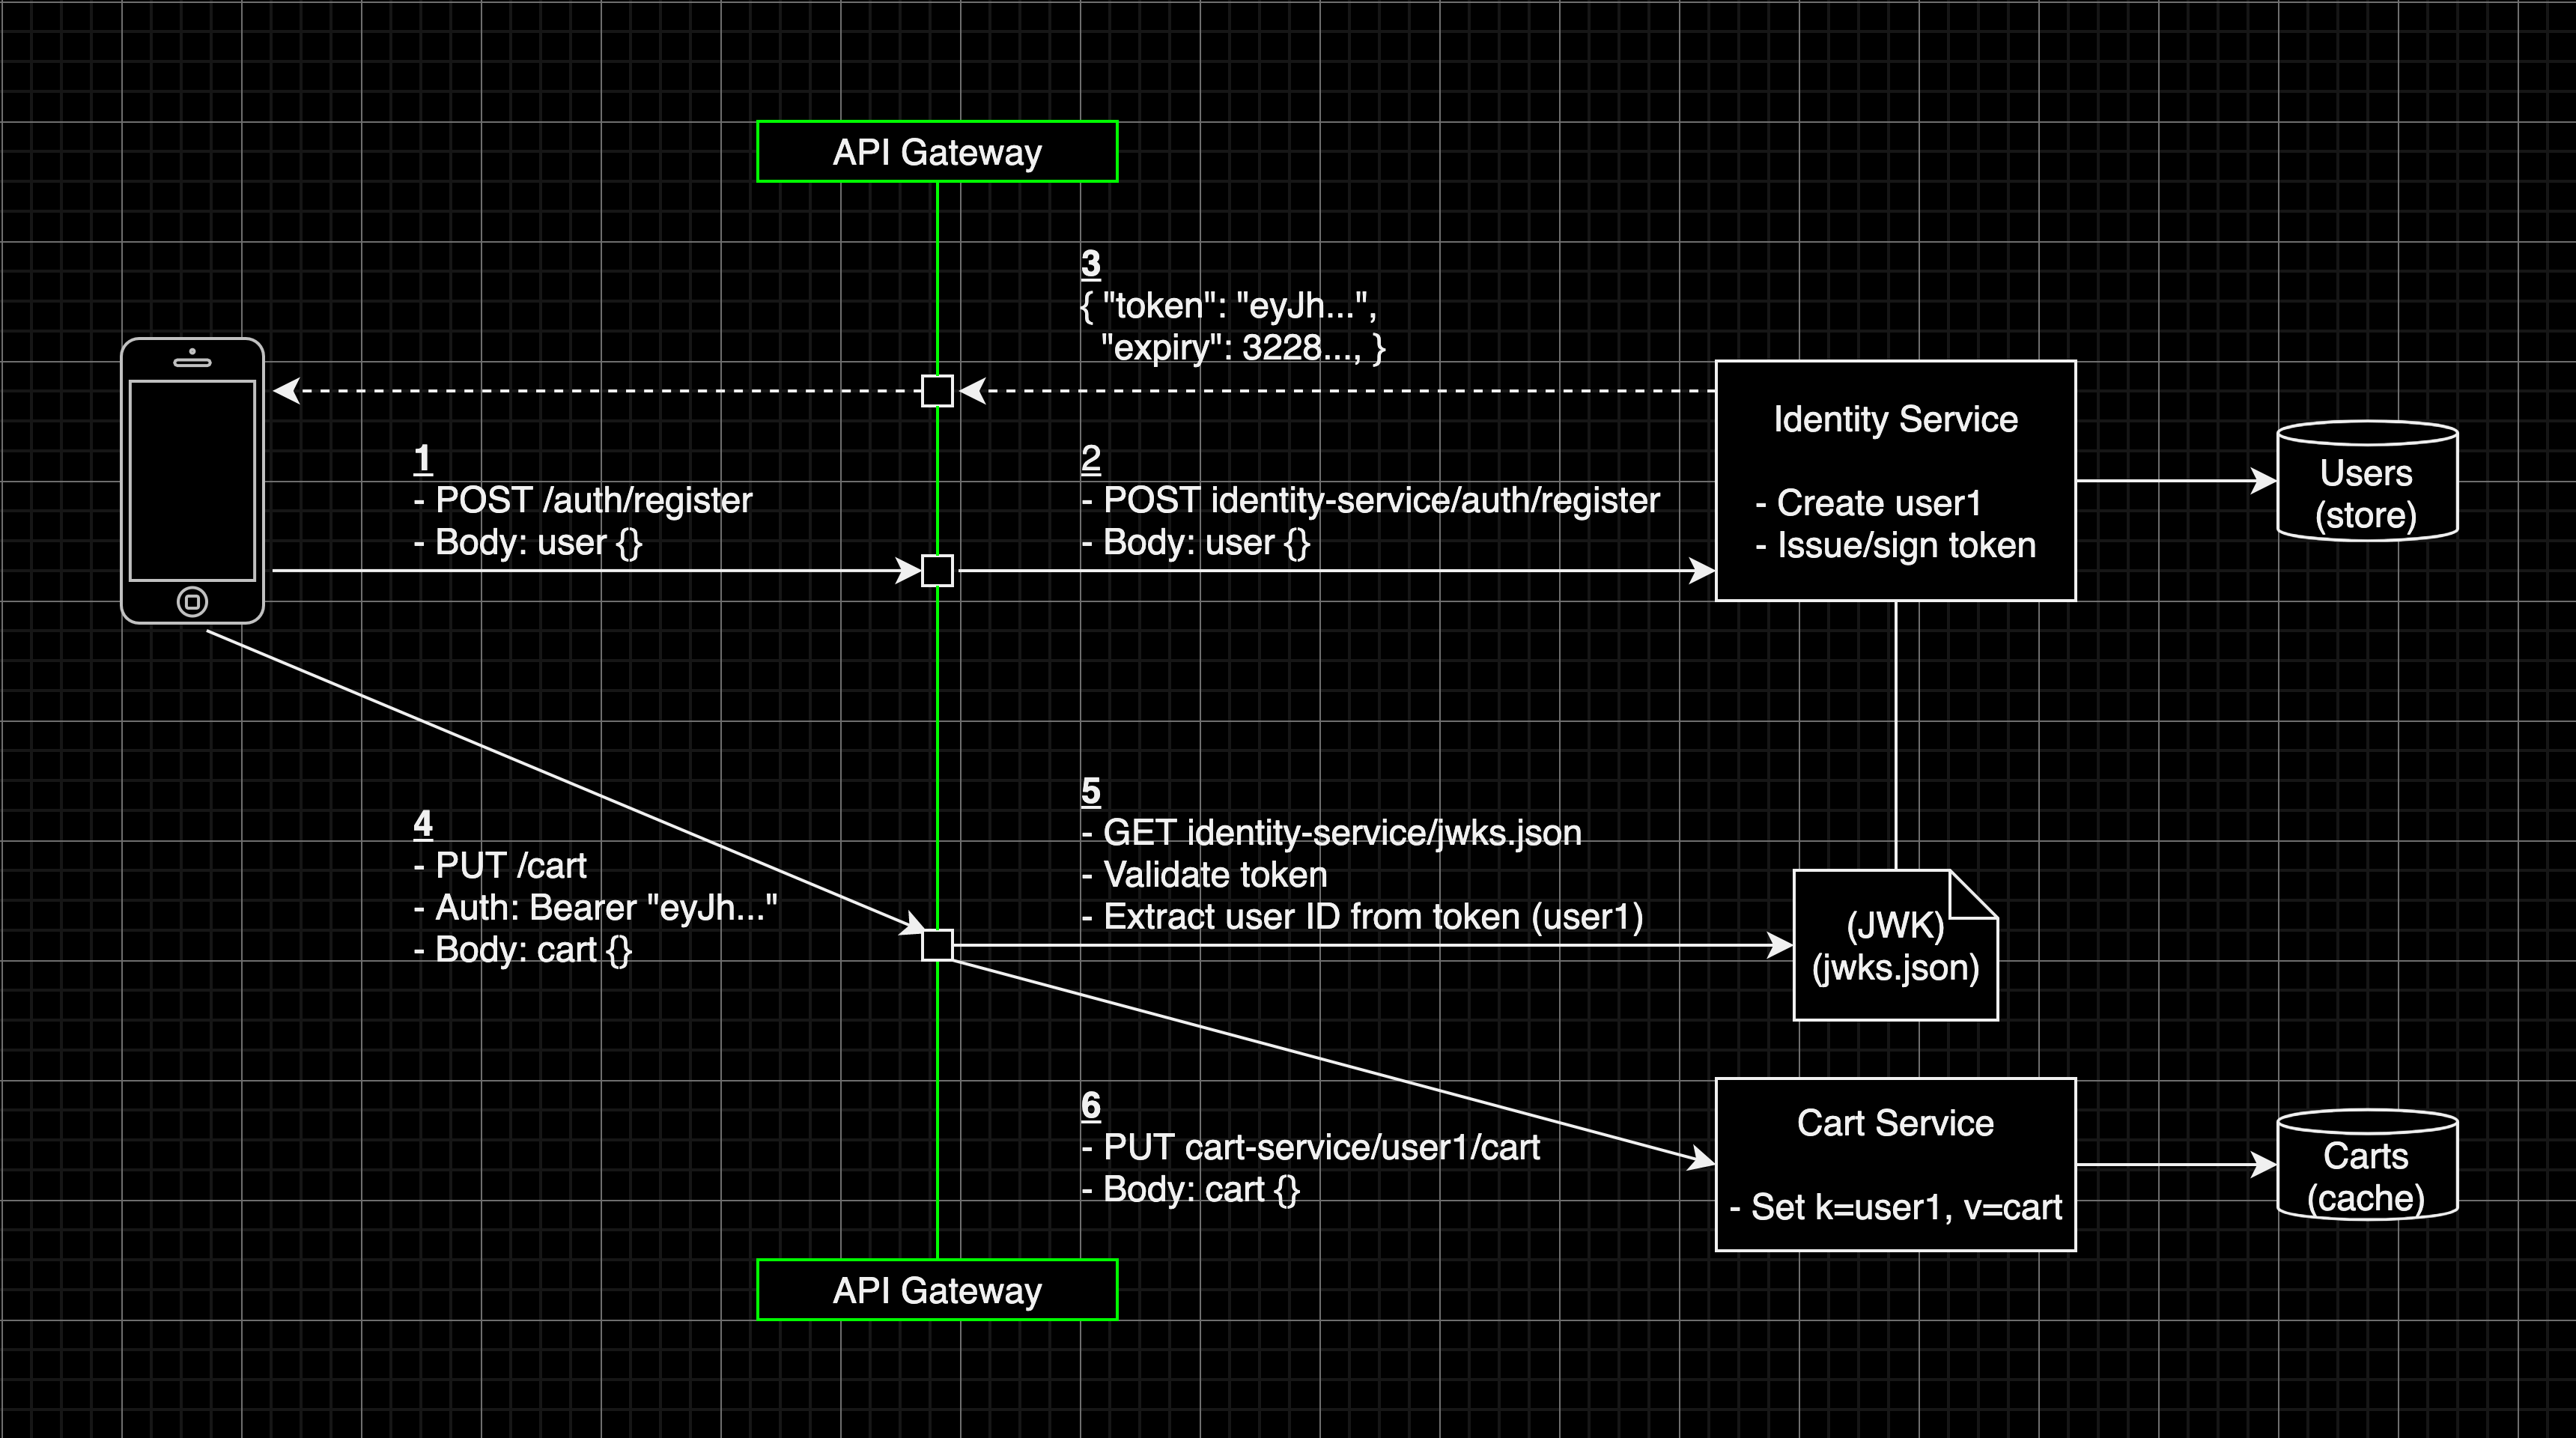 API Gateway
3
{ "token": "eyJh...",
"expiry": 3228..., }
1
- POST /auth/register
- Body: user {}
2
- POST identity-service/auth/register
- Body: user {}
Identity Service
- Create user1
- Issue/sign token
Users
(store)
4
- PUT /cart
- Auth: Bearer "eyJh..."
- Body: cart {}
5
- GET identity-service/jwks.json
- Validate token
- Extract user ID from token (user1)
(JWK)
(jwks.json)
6
- PUT cart-service/user1/cart
- Body: cart {}
Cart Service
- Set k=user1, v=cart
Carts
(cache)
API Gateway